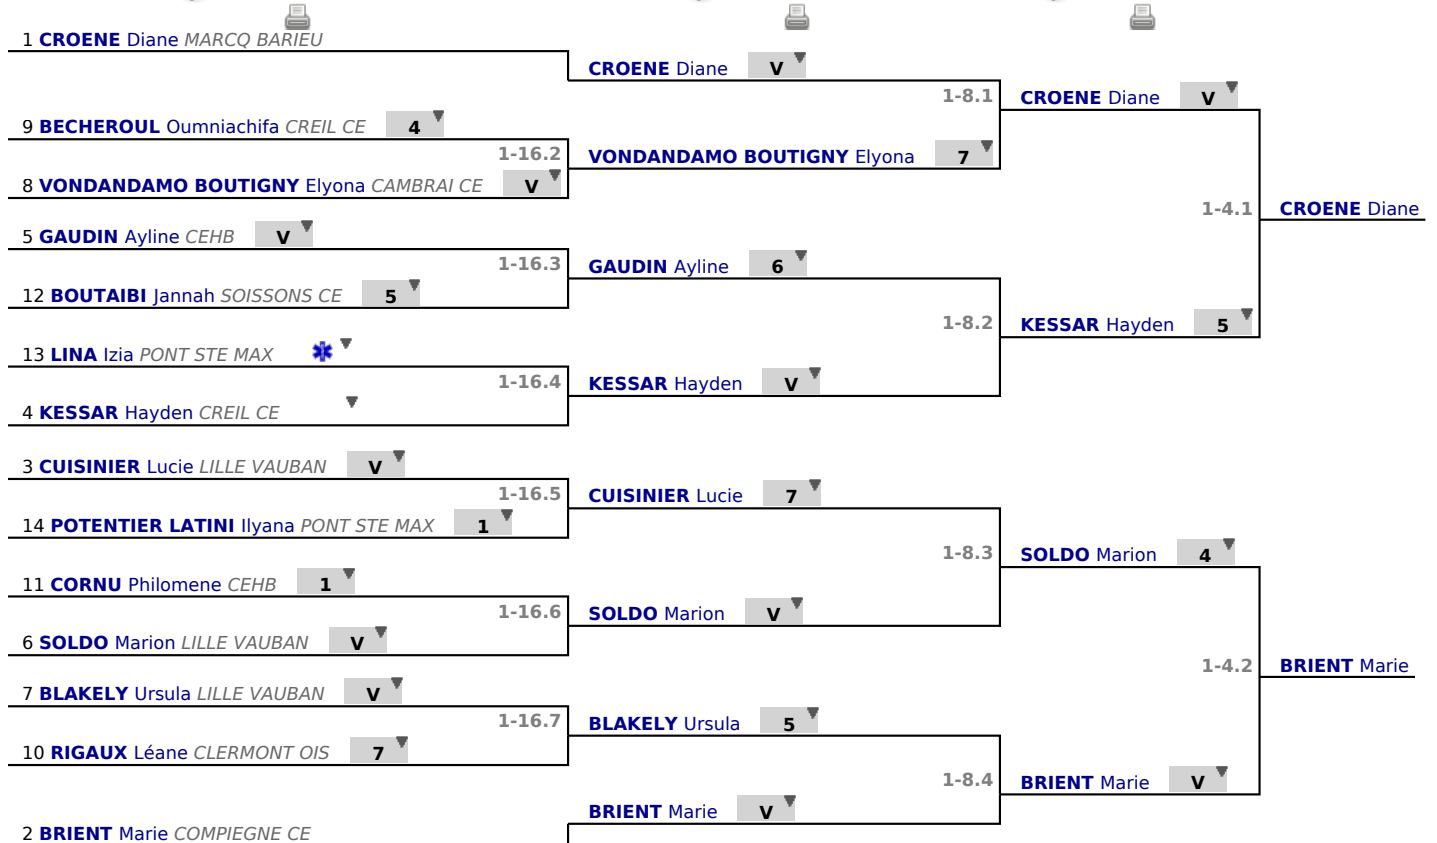 1 CROENE Diane MARCQ BARIEU
CROENE Diane V
1-8.1
CROENE Diane V
9 BECHEROUL Oumniachifa CREIL CE 4
1-16.2
VONDANDAMO BOUTIGNY Elyona 7
8 VONDANDAMO BOUTIGNY Elyona CAMBRAI CE V
1-4.1
CROENE Diane
5 GAUDIN Ayline CEHB V
1-16.3
GAUDIN Ayline 6
12 BOUTAIBI Jannah SOISSONS CE 5
1-8.2
KESSAR Hayden 5
13 LINA Izia PONT STE MAX
1-16.4
KESSAR Hayden V
4 KESSAR Hayden CREIL CE
3 CUISINIER Lucie LILLE VAUBAN V
1-16.5
CUISINIER Lucie 7
14 POTENTIER LATINI Ilyana PONT STE MAX 1
1-8.3
SOLDO Marion 4
11 CORNU Philomene CEHB 1
1-16.6
SOLDO Marion V
6 SOLDO Marion LILLE VAUBAN V
1-4.2
BRIENT Marie
7 BLAKELY Ursula LILLE VAUBAN V
1-16.7
BLAKELY Ursula 5
10 RIGAUX Léane CLERMONT OIS 7
1-8.4
BRIENT Marie V
BRIENT Marie V
2 BRIENT Marie COMPIEGNE CE